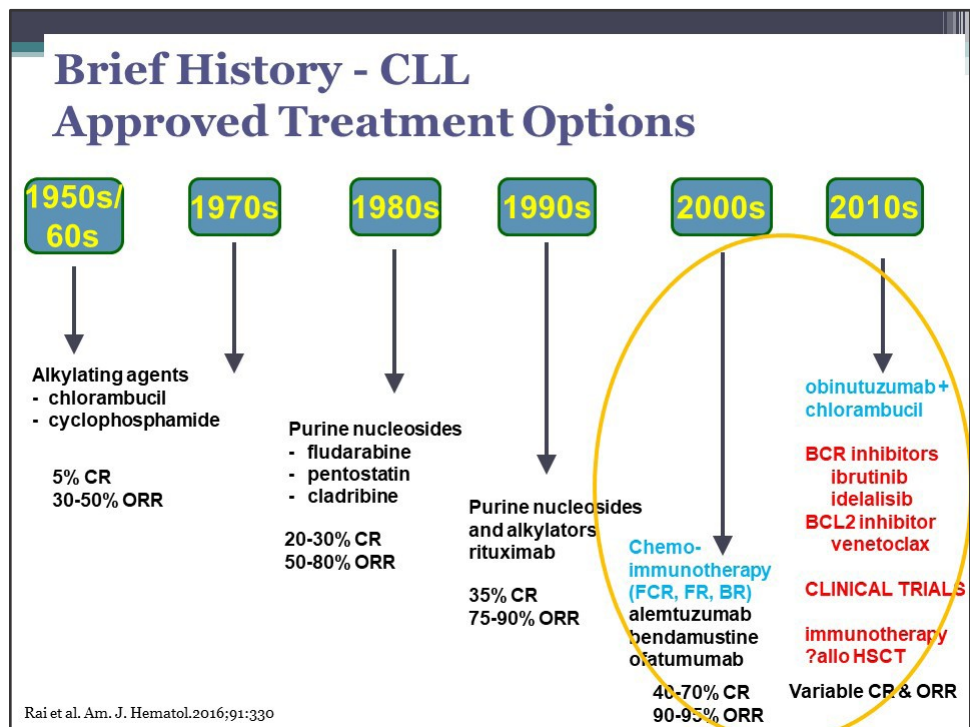 Brief History - CLL
Approved Treatment Options
1950s/
60s
1970s
1980s
1990s
2000s
2010s
Alkylating agents
- chlorambucil
- cyclophosphamide
5% CR
30-50% ORR
Purine nucleosides
- fludarabine
- pentostatin
- cladribine
20-30% CR
50-80% ORR
Purine nucleosides
and alkylators
rituximab
35% CR
75-90% ORR
Chemo-
immunotherapy
(FCR, FR, BR)
alemtuzumab
bendamustine
ofatumumab
40-70% CR
90-95% ORR
obinutuzumab +
chlorambucil
BCR inhibitors
ibrutinib
idelalisib
BCL2 inhibitor
venetoclax
CLINICAL TRIALS
immunotherapy
?allo HSCT
Variable CR & ORR
Rai et al. Am. J. Hematol.2016;91:330